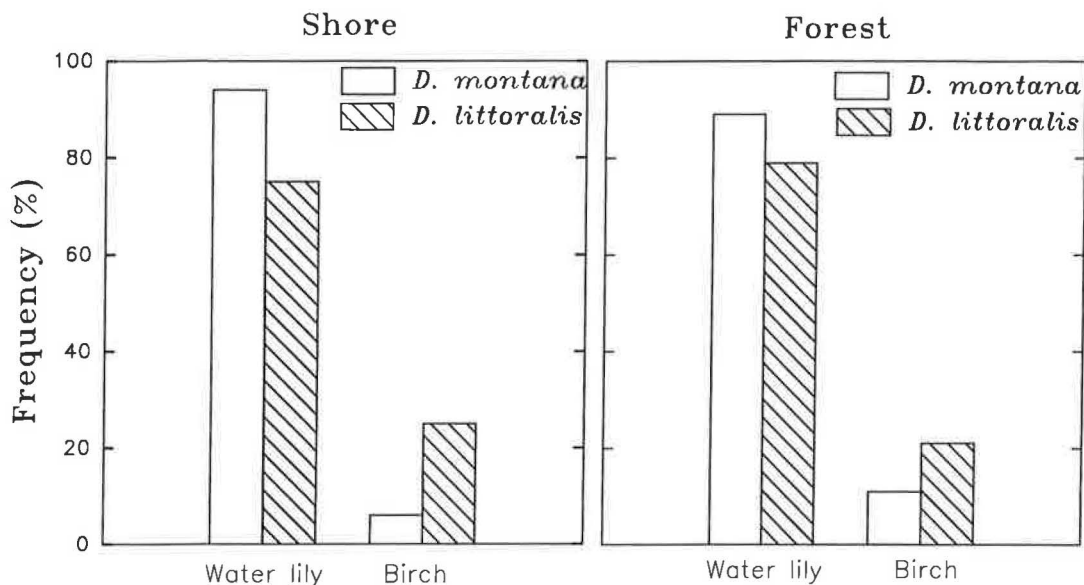 Shore
Forest
D. montana
D. littoralis
D. montana
D. littoralis
Frequency (%)
100
80
60
40
20
0
Water lily Birch
Water lily Birch